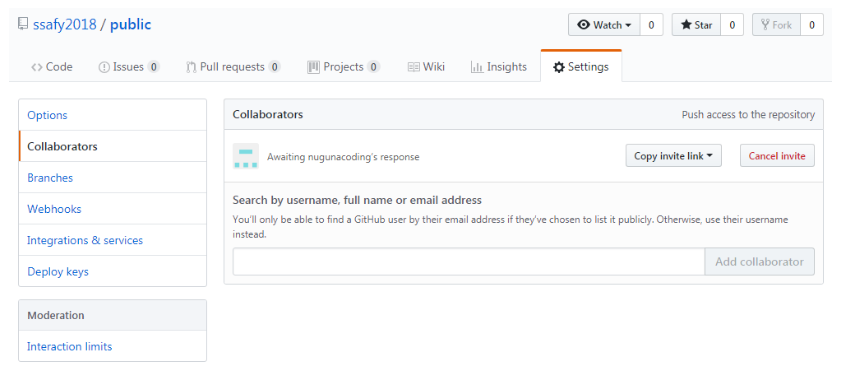 ssafy2018 / public
Watch 0 Star 0 Fork 0
Code Issues 0 Pull requests 0 Projects 0 Wiki Insights Settings
Options
Collaborators
Branches
Webhooks
Integrations & services
Deploy keys
Moderation
Interaction limits
Collaborators Push access to the repository
Awaiting nugunacoding's response Copy invite link Cancel invite
Search by username, full name or email address
You'll only be able to find a GitHub user by their email address if they've chosen to list it publicly. Otherwise, use their username
instead.
Add collaborator